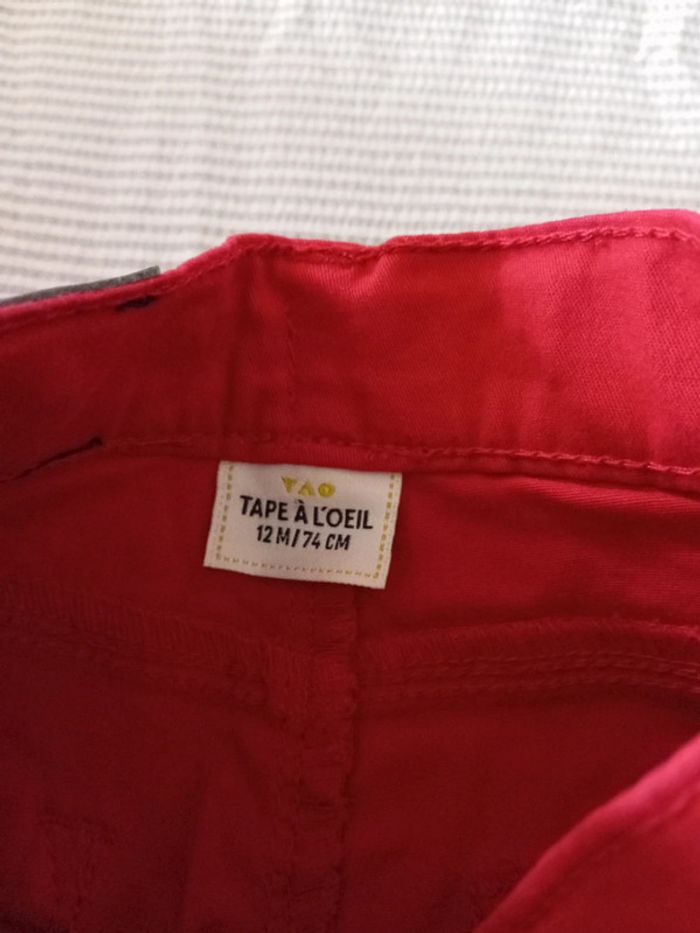 TAO
TAPE À L'OEIL
12 M / 74 CM